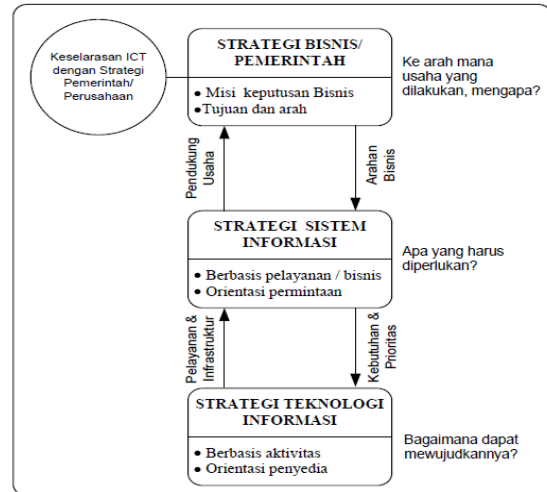 Keselarasan ICT
dengan Strategi
Pemerintah/
Perusahaan
STRATEGI BISNIS/
PEMERINTAH
• Misi keputusan Bisnis
• Tujuan dan arah
Ke arah mana
usaha yang
dilakukan, mengapa?
Pendukung
Usaha
Arahan
Bisnis
STRATEGI SISTEM
INFORMASI
• Berbasis pelayanan / bisnis
• Orientasi permintaan
Apa yang harus
diperlukan?
Pelayanan &
Infrastruktur
Kebutuhan &
Prioritas
STRATEGI TEKNOLOGI
INFORMASI
• Berbasis aktivitas
• Orientasi penyedia
Bagaimana dapat
mewujudkannya?